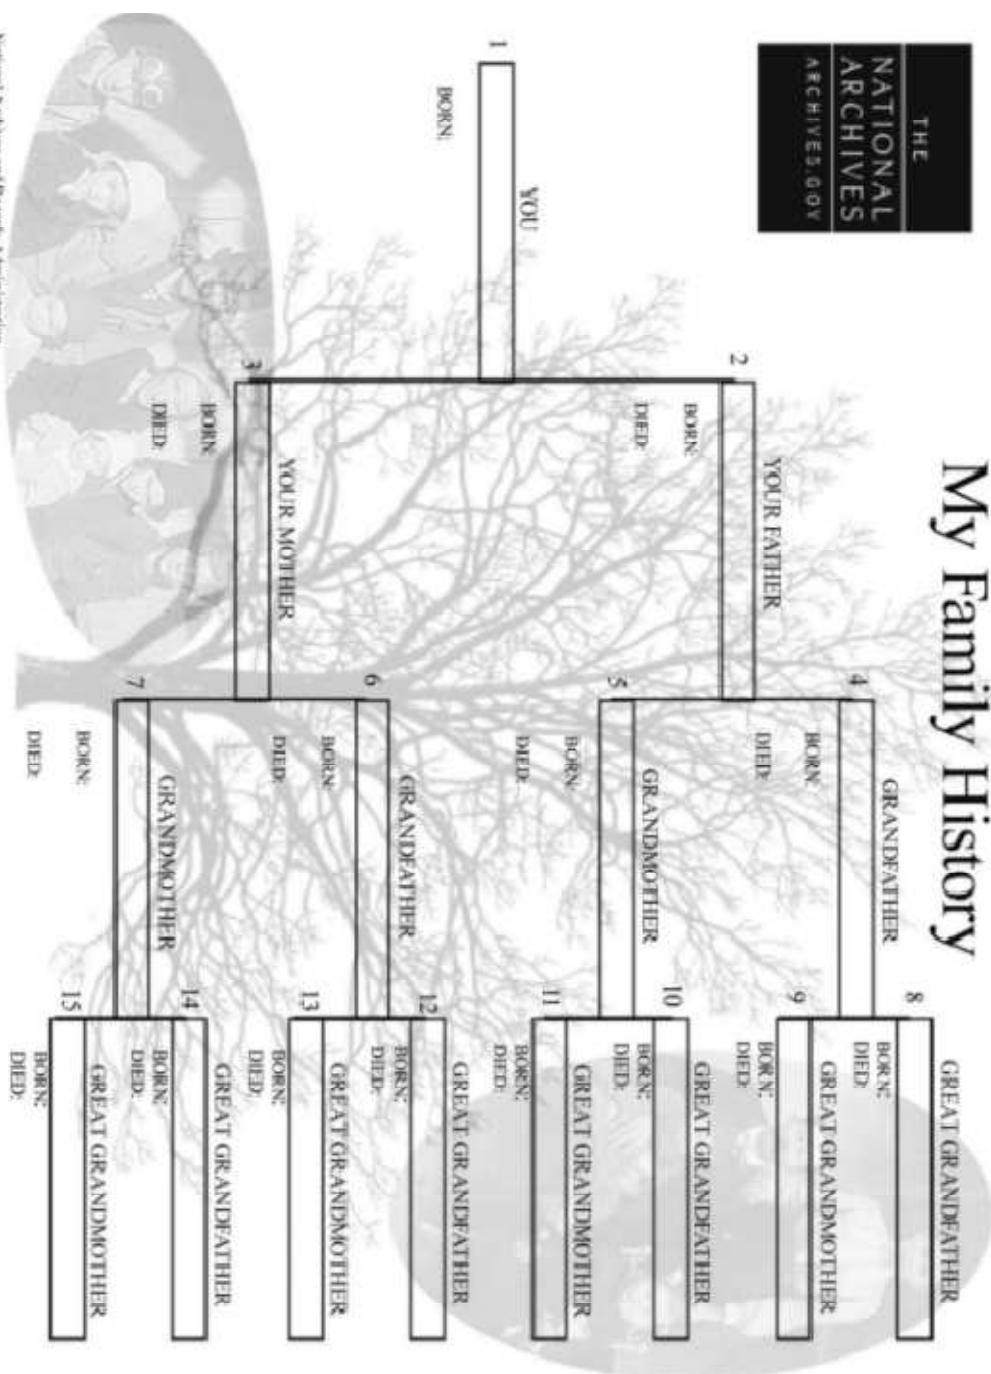 THE
NATIONAL
ARCHIVES
ARCHIVES.GOV
My Family History
1
YOU
BORN:
2
YOUR FATHER
BORN:
DIED:
3
YOUR MOTHER
BORN:
DIED:
4
GRANDFATHER
BORN:
DIED:
5
GRANDMOTHER
BORN:
DIED:
6
GRANDFATHER
BORN:
DIED:
7
GRANDMOTHER
BORN:
DIED:
8
GREAT GRANDFATHER
BORN:
DIED:
9
GREAT GRANDMOTHER
BORN:
DIED:
10
GREAT GRANDFATHER
BORN:
DIED:
11
GREAT GRANDMOTHER
BORN:
DIED:
12
GREAT GRANDFATHER
BORN:
DIED:
13
GREAT GRANDMOTHER
BORN:
DIED:
14
GREAT GRANDFATHER
BORN:
DIED:
15
GREAT GRANDMOTHER
BORN:
DIED: